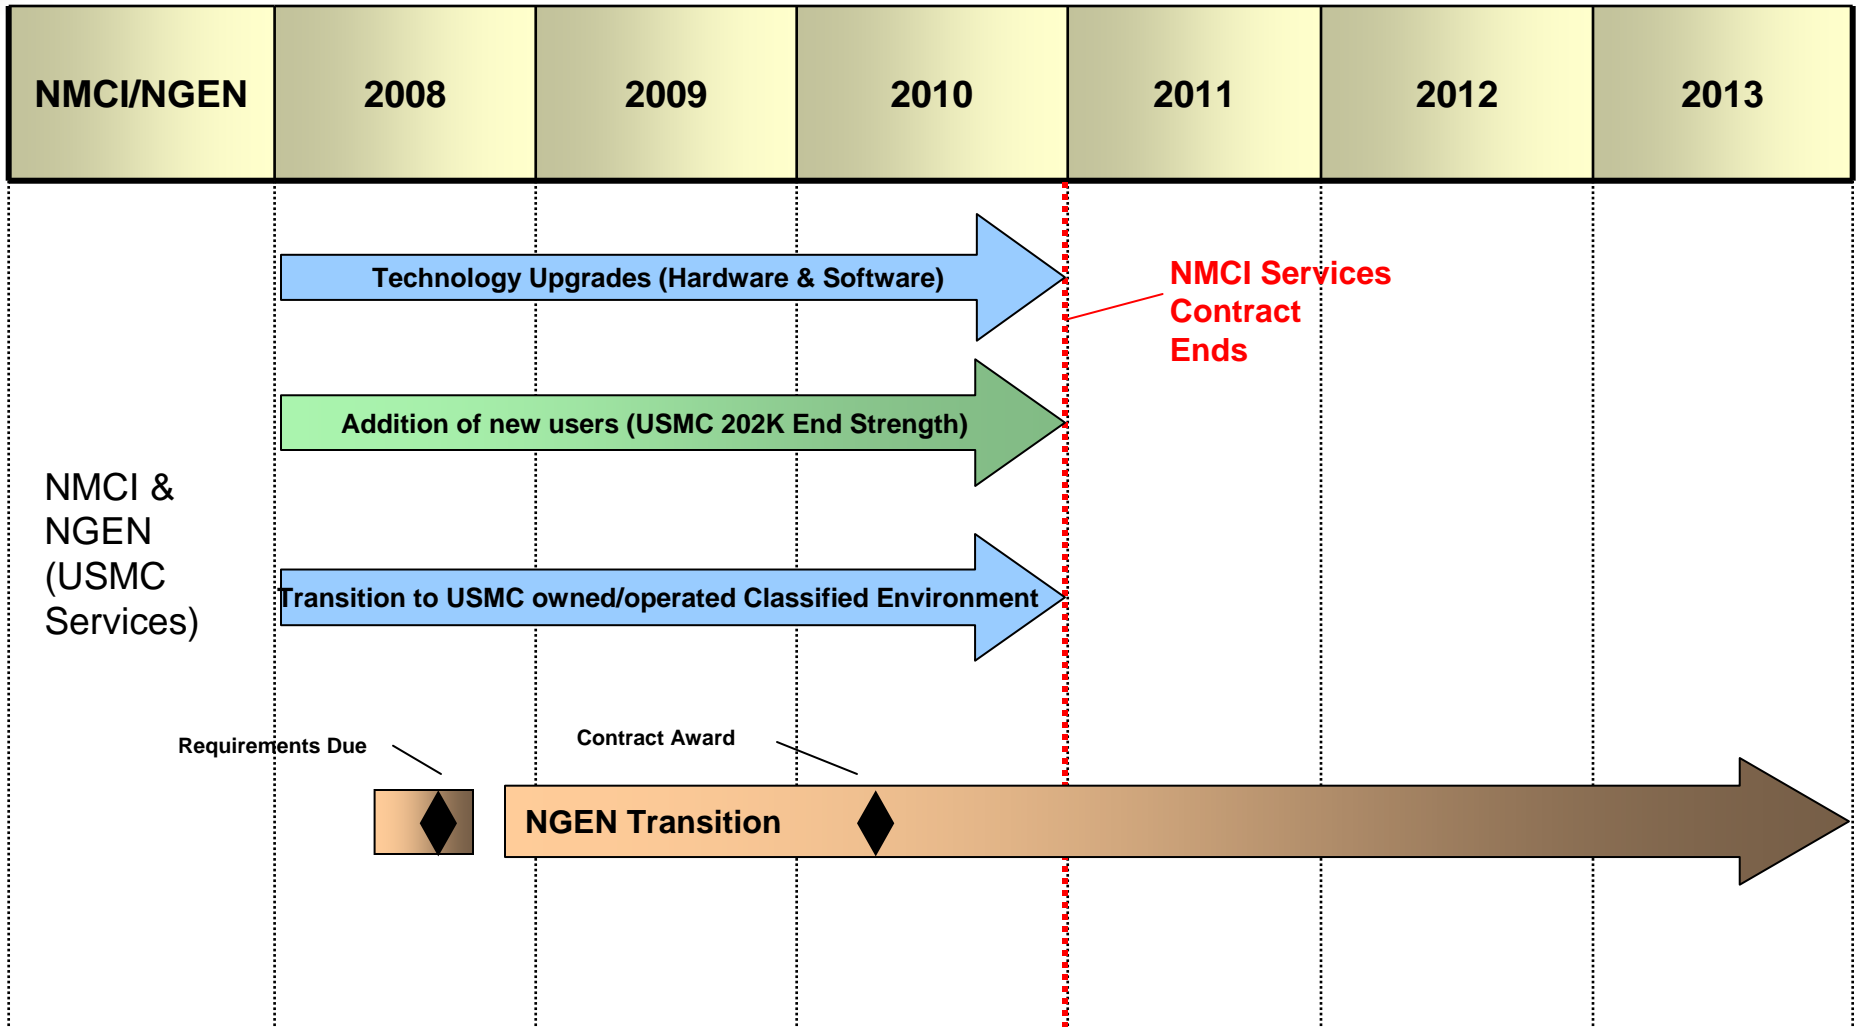 NMCI/NGEN 2008 2009 2010 2011 2012 2013
Technology Upgrades (Hardware & Software)
NMCI Services
Contract
Ends
Addition of new users (USMC 202K End Strength)
NMCI &
NGEN
(USMC
Services)
Transition to USMC owned/operated Classified Environment
Requirements Due
Contract Award
NGEN Transition